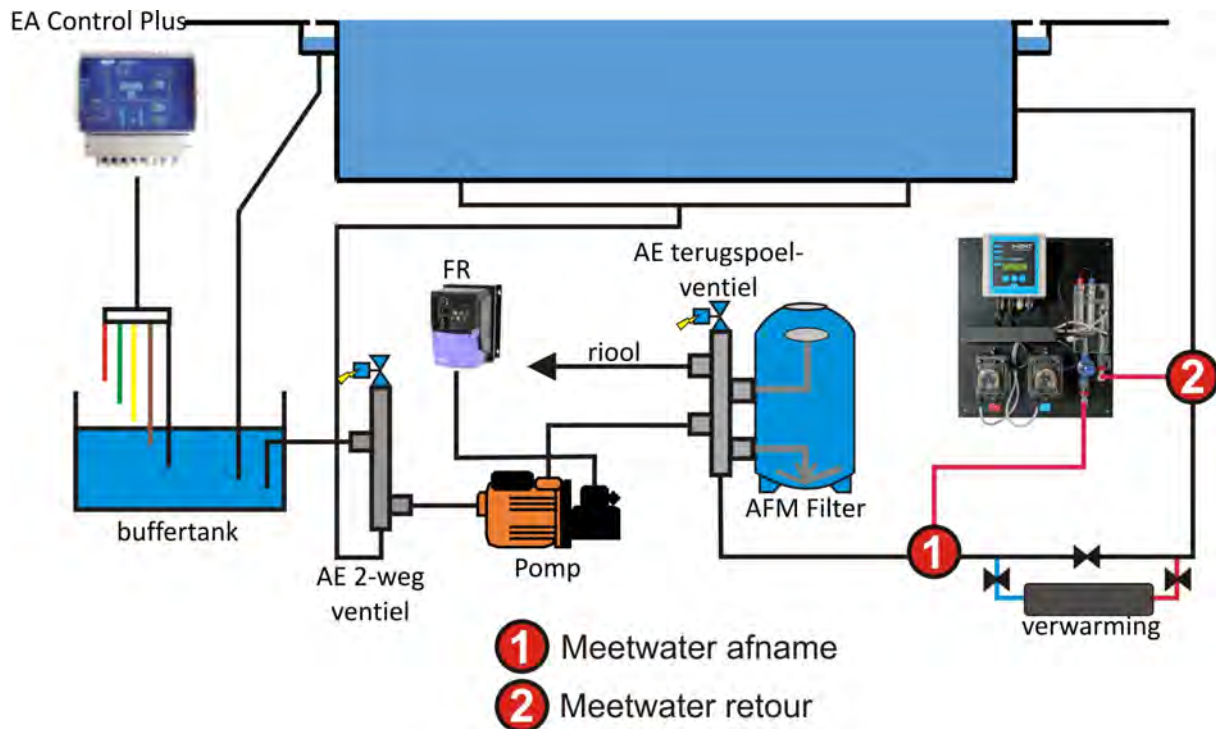 EA Control Plus
AE terugspoel-
ventiel
FR
riool
buffertank
AE 2-weg
ventiel
Pomp
AFM Filter
1
2
verwarming
1 Meetwater afname
2 Meetwater retour